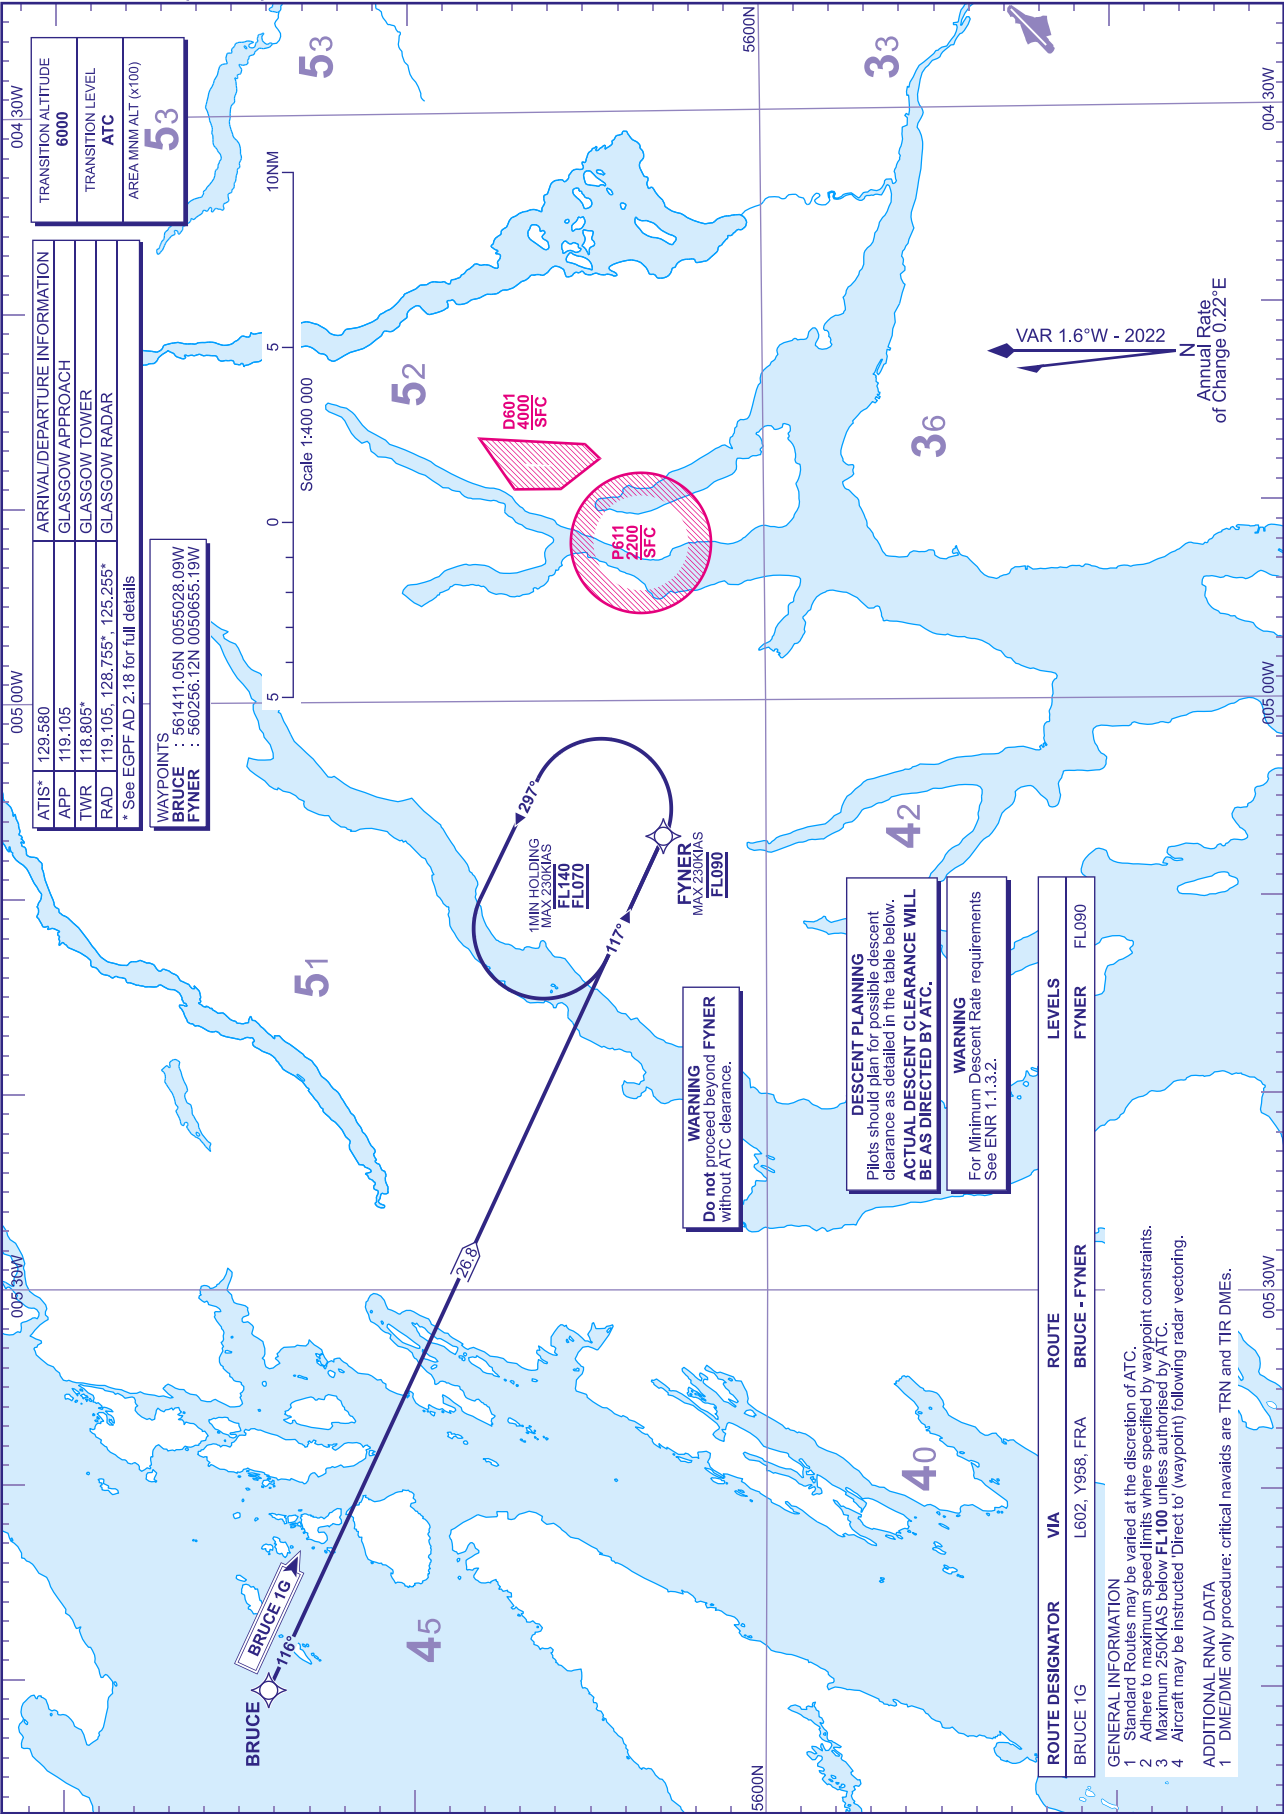 004 30W
005 00W
005 30W
TRANSITION ALTITUDE
6000
TRANSITION LEVEL
ATC
AREA MNM ALT (x100)
53
ATIS* 129.580 ARRIVAL/DEPARTURE INFORMATION
APP 119.105 GLASGOW APPROACH
TWR 118.805* GLASGOW TOWER
RAD 119.105, 128.755*, 125.255* GLASGOW RADAR
* See EGPF AD 2.18 for full details
WAYPOINTS
BRUCE : 561411.05N 0055028.09W
FYNER : 560256.12N 0050655.19W
5 0 5 10NM
Scale 1:400 000
53
52
51
45
BRUCE
BRUCE 1G
116°
26.8
117°
297°
1MIN HOLDING
MAX 230KIAS
FL140
FL070
FYNER
MAX 230KIAS
FL090
D601
4000
SFC
P611
2200
SFC
5600N
5600N
33
36
42
40
WARNING
Do not proceed beyond FYNER
without ATC clearance.
DESCENT PLANNING
Pilots should plan for possible descent
clearance as detailed in the table below.
ACTUAL DESCENT CLEARANCE WILL
BE AS DIRECTED BY ATC.
WARNING
For Minimum Descent Rate requirements
See ENR 1.1.3.2.
VAR 1.6°W - 2022
N
Annual Rate
of Change 0.22°E
ROUTE DESIGNATOR VIA ROUTE LEVELS
BRUCE 1G L602, Y958, FRA BRUCE - FYNER FYNER FL090
GENERAL INFORMATION
1 Standard Routes may be varied at the discretion of ATC.
2 Adhere to maximum speed limits where specified by waypoint constraints.
3 Maximum 250KIAS below FL100 unless authorised by ATC.
4 Aircraft may be instructed 'Direct to' (waypoint) following radar vectoring.
ADDITIONAL RNAV DATA
1 DME/DME only procedure: critical navaids are TRN and TIR DMEs.
005 30W
005 00W
004 30W